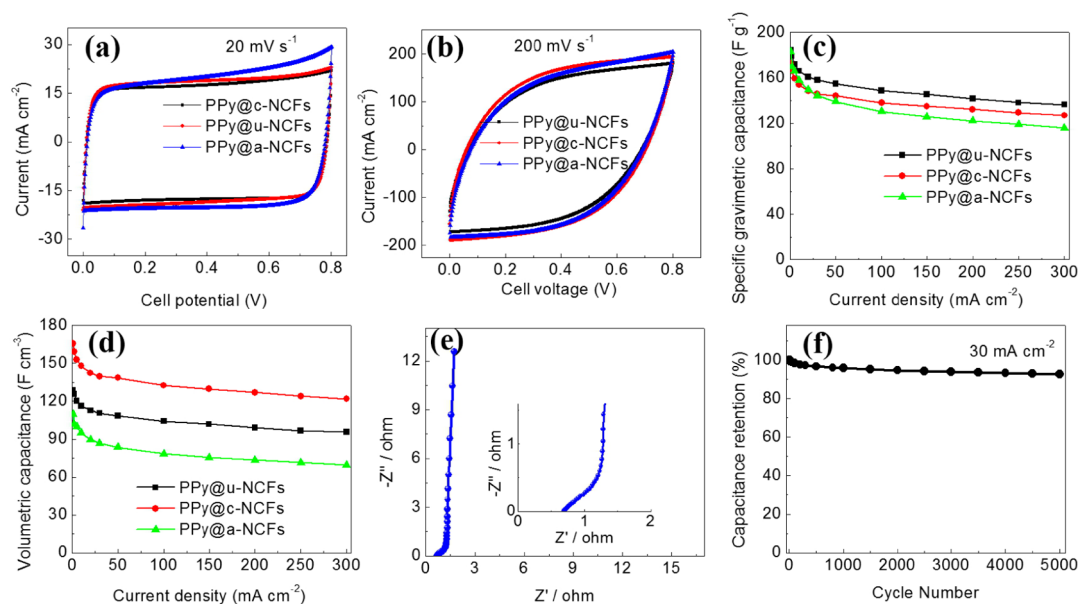 (a)
20 mV s⁻¹
Current (mA cm⁻²)
30
15
0
-15
-30
PPy@c-NCFs
PPy@u-NCFs
PPy@a-NCFs
0.0 0.2 0.4 0.6 0.8
Cell potential (V)
(b)
200 mV s⁻¹
Current (mA cm⁻²)
200
100
0
-100
-200
PPy@u-NCFs
PPy@c-NCFs
PPy@a-NCFs
0.0 0.2 0.4 0.6 0.8
Cell voltage (V)
(c)
Specific gravimetric capacitance (F g⁻¹)
200
160
120
80
40
0
PPy@u-NCFs
PPy@c-NCFs
PPy@a-NCFs
0 50 100 150 200 250 300
Current density (mA cm⁻²)
(d)
Volumetric capacitance (F cm⁻³)
180
150
120
90
60
30
0
PPy@u-NCFs
PPy@c-NCFs
PPy@a-NCFs
0 50 100 150 200 250 300
Current density (mA cm⁻²)
(e)
-Z'' / ohm
12
9
6
3
0
0 3 6 9 12 15
Z' / ohm
-Z'' / ohm
1
0
0 1 2
Z' / ohm
(f)
30 mA cm⁻²
Capacitance retention (%)
100
80
60
40
20
0
0 1000 2000 3000 4000 5000
Cycle Number